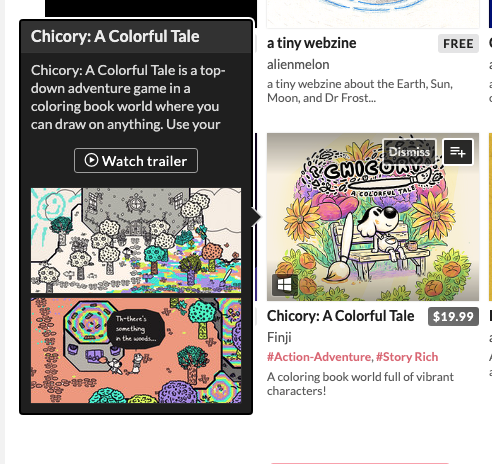 Chicory: A Colorful Tale
Chicory: A Colorful Tale is a top-
down adventure game in a
coloring book world where you
can draw on anything. Use your
Watch trailer
Th-there's
something
in the woods...
a tiny webzine
FREE
alienmelon
a tiny webzine about the Earth, Sun,
Moon, and Dr Frost...
Dismiss
CHICORY
A COLORFUL TALE
Chicory: A Colorful Tale
$19.99
Finji
#Action-Adventure, #Story Rich
A coloring book world full of vibrant
characters!